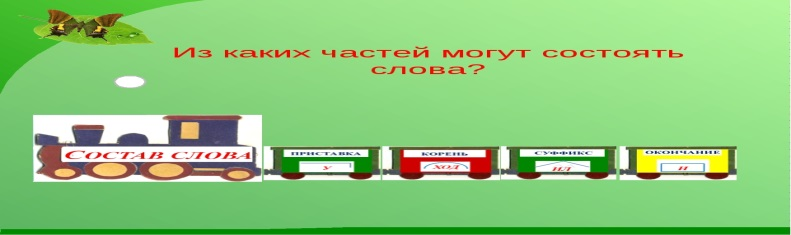 Из каких частей могут состоять
слова?
СОСТАВ СЛОВА
ПРИСТАВКА
У
КОРЕНЬ
ХОД
СУФФИКС
ИЛ
ОКОНЧАНИЕ
И